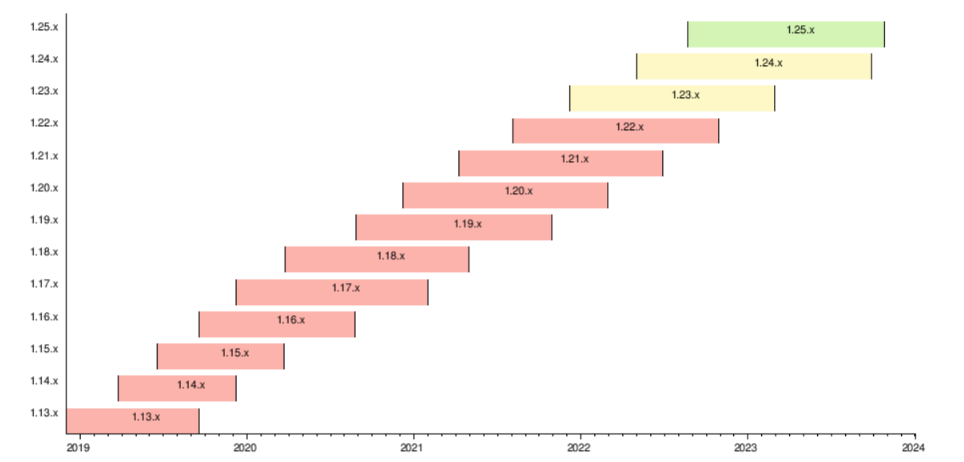 1.25.x 1.25.x
1.24.x 1.24.x
1.23.x 1.23.x
1.22.x 1.22.x
1.21.x 1.21.x
1.20.x 1.20.x
1.19.x 1.19.x
1.18.x 1.18.x
1.17.x 1.17.x
1.16.x 1.16.x
1.15.x 1.15.x
1.14.x 1.14.x
1.13.x 1.13.x
2019 2020 2021 2022 2023 2024